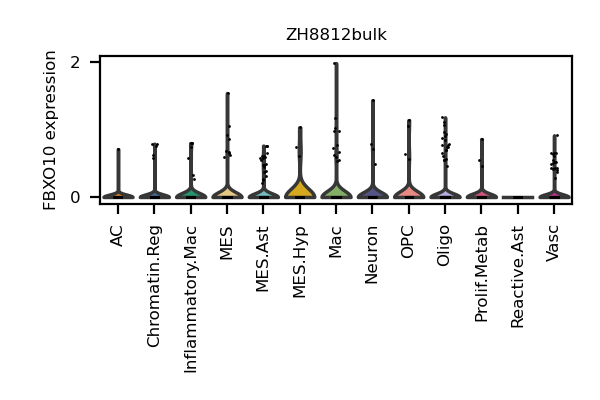 ZH8812bulk
FBXO10 expression
2
0
AC
Chromatin.Reg
Inflammatory.Mac
MES
MES.Ast
MES.Hyp
Mac
Neuron
OPC
Oligo
Prolif.Metab
Reactive.Ast
Vasc